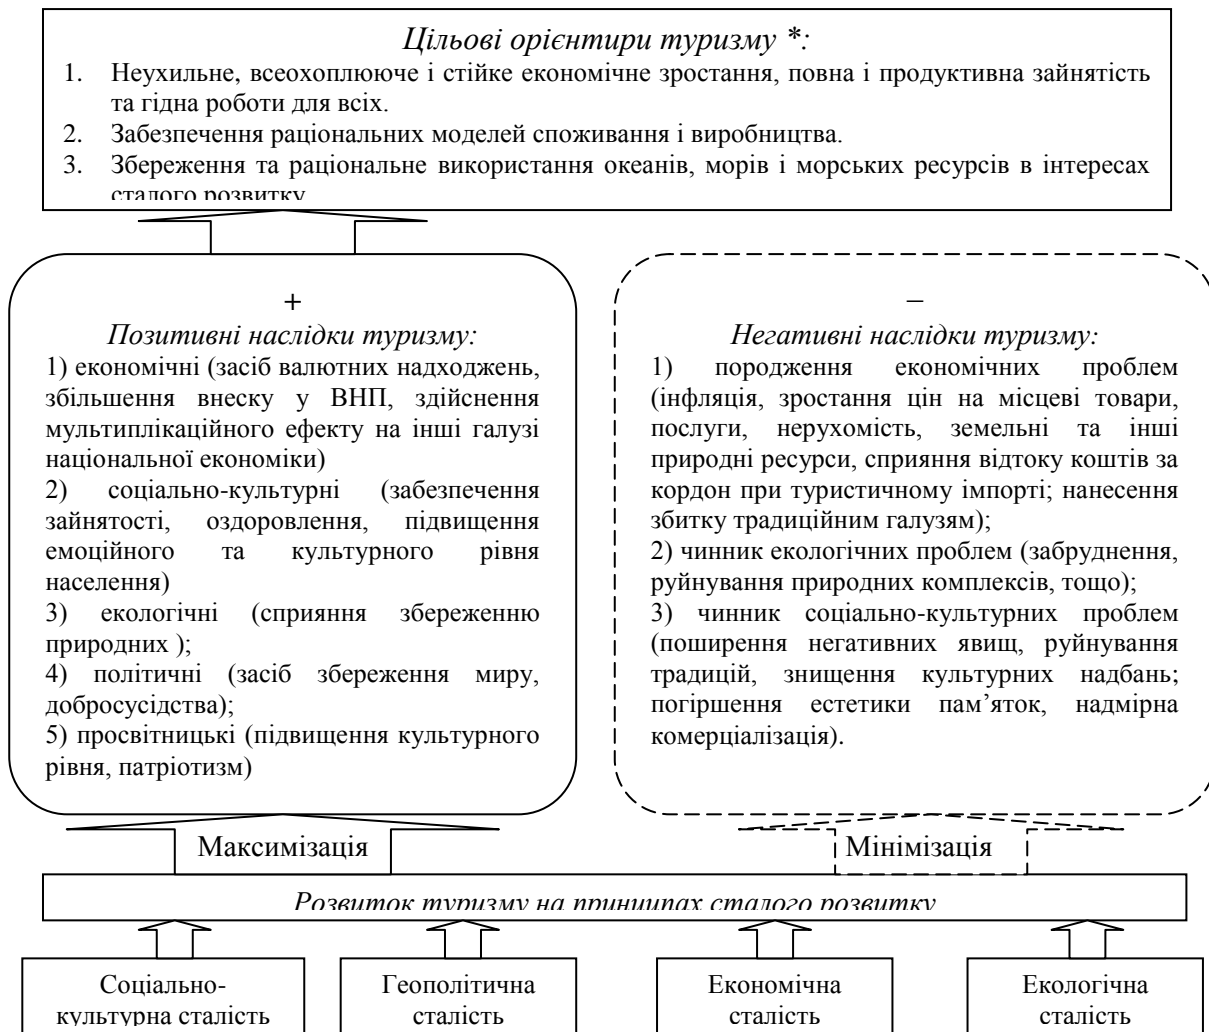 Цільові орієнтири туризму *:
1. Неухильне, всеохоплююче і стійке економічне зростання, повна і продуктивна зайнятість
та гідна роботи для всіх.
2. Забезпечення раціональних моделей споживання і виробництва.
3. Збереження та раціональне використання океанів, морів і морських ресурсів в інтересах
сталого розвитку
+
Позитивні наслідки туризму:
1) економічні (засіб валютних надходжень,
збільшення внеску у ВНП, здійснення
мультиплікаційного ефекту на інші галузі
національної економіки)
2) соціально-культурні (забезпечення
зайнятості, оздоровлення, підвищення
емоційного та культурного рівня
населення)
3) екологічні (сприяння збереженню
природних );
4) політичні (засіб збереження миру,
добросусідства);
5) просвітницькі (підвищення культурного
рівня, патріотизм)
–
Негативні наслідки туризму:
1) породження економічних проблем
(інфляція, зростання цін на місцеві товари,
послуги, нерухомість, земельні та інші
природні ресурси, сприяння відтоку коштів за
кордон при туристичному імпорті; нанесення
збитку традиційним галузям);
2) чинник екологічних проблем (забруднення,
руйнування природних комплексів, тощо);
3) чинник соціально-культурних проблем
(поширення негативних явищ, руйнування
традицій, знищення культурних надбань;
погіршення естетики пам’яток, надмірна
комерціалізація).
Максимізація
Мінімізація
Розвиток туризму на принципах сталого розвитку
Соціально-
культурна сталість
Геополітична
сталість
Економічна
сталість
Екологічна
сталість